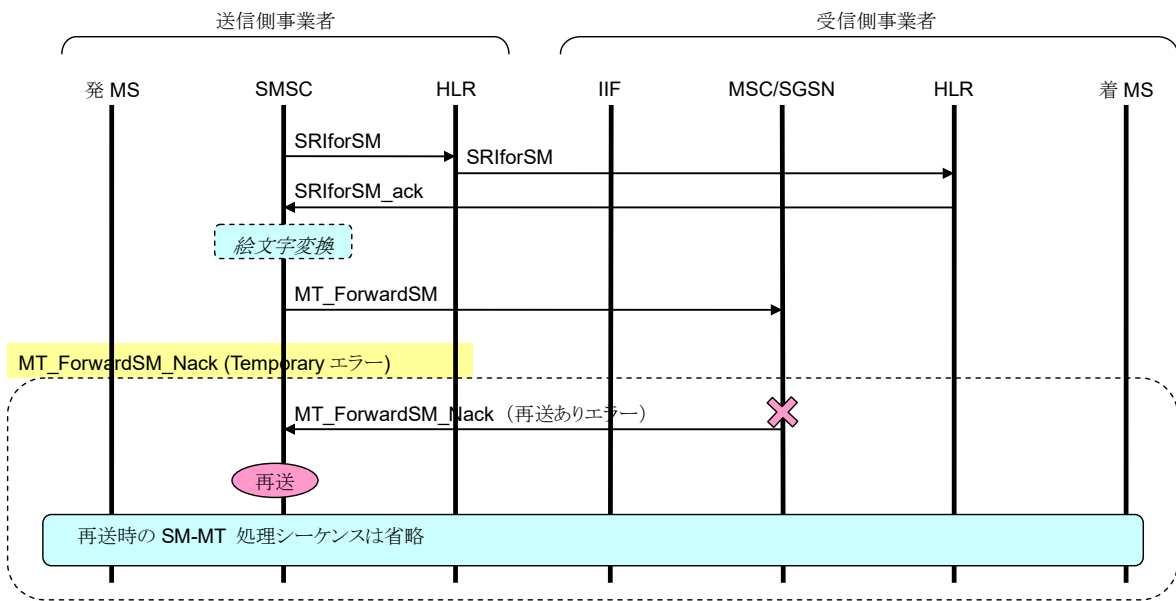 送信側事業者
受信側事業者
発 MS
SMSC
HLR
IIF
MSC/SGSN
HLR
着 MS
SRIforSM
SRIforSM
SRIforSM_ack
絵文字変換
MT_ForwardSM
MT_ForwardSM_Nack (Temporary エラー)
MT_ForwardSM_Nack（再送ありエラー）
再送
再送時の SM-MT 処理シーケンスは省略